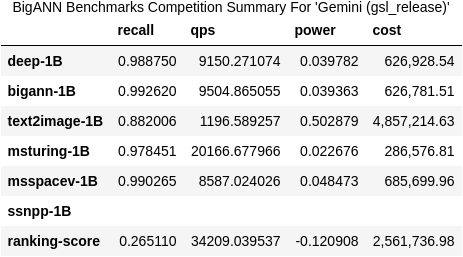 BigANN Benchmarks Competition Summary For 'Gemini (gsl_release)'
recall qps power cost
deep-1B 0.988750 9150.271074 0.039782 626,928.54
bigann-1B 0.992620 9504.865055 0.039363 626,781.51
text2image-1B 0.882006 1196.589257 0.502879 4,857,214.63
msturing-1B 0.978451 20166.677966 0.022676 286,576.81
msspacev-1B 0.990265 8587.024026 0.048473 685,699.96
ssnpp-1B
ranking-score 0.265110 34209.039537 -0.120908 2,561,736.98